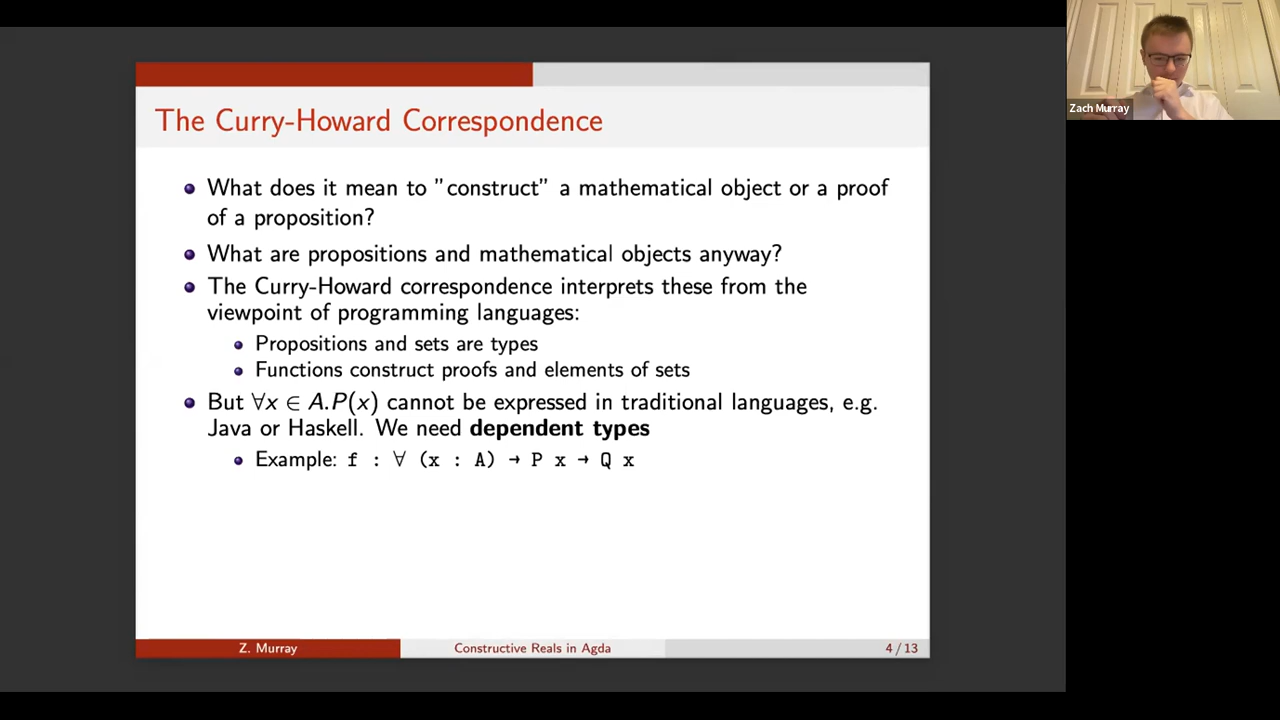 The Curry-Howard Correspondence
What does it mean to ”construct” a mathematical object or a proof
of a proposition?
What are propositions and mathematical objects anyway?
The Curry-Howard correspondence interprets these from the
viewpoint of programming languages:
Propositions and sets are types
Functions construct proofs and elements of sets
But ∀x ∈ A.P(x) cannot be expressed in traditional languages, e.g.
Java or Haskell. We need dependent types
Example: f : ∀ (x : A) → P x → Q x
Z. Murray
Constructive Reals in Agda
4 / 13
Zach Murray